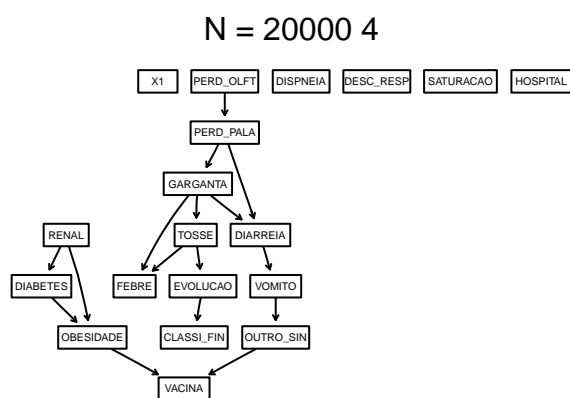 N = 20000 4
X1 PERD_OLFT DISPNEIA DESC_RESP SATURACAO HOSPITAL
PERD_PALA
GARGANTA
RENAL TOSSE DIARREIA
DIABETES FEBRE EVOLUCAO VOMITO
OBESIDADE CLASSI_FIN OUTRO_SIN
VACINA